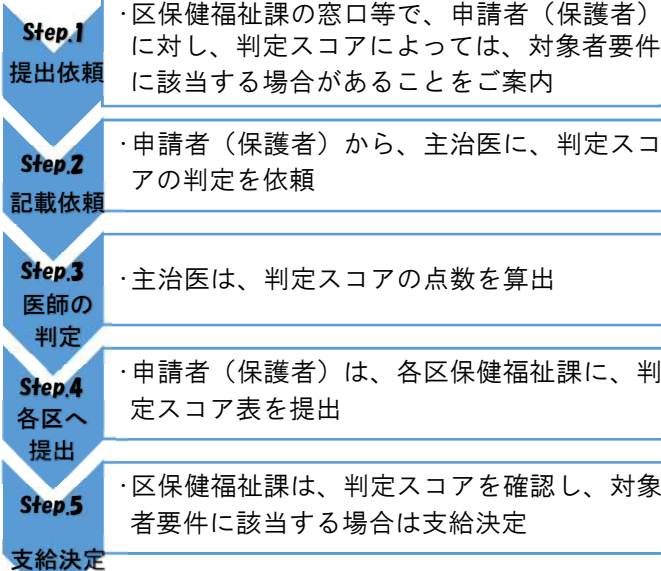 Step.1
提出依頼
·区保健福祉課の窓口等で、申請者（保護者）
に対し、判定スコアによっては、対象者要件
に該当する場合があることをご案内
Step.2
記載依頼
·申請者（保護者）から、主治医に、判定スコ
アの判定を依頼
Step.3
医師の
判定
·主治医は、判定スコアの点数を算出
Step.4
各区へ
提出
·申請者（保護者）は、各区保健福祉課に、判
定スコア表を提出
Step.5
支給決定
·区保健福祉課は、判定スコアを確認し、対象
者要件に該当する場合は支給決定